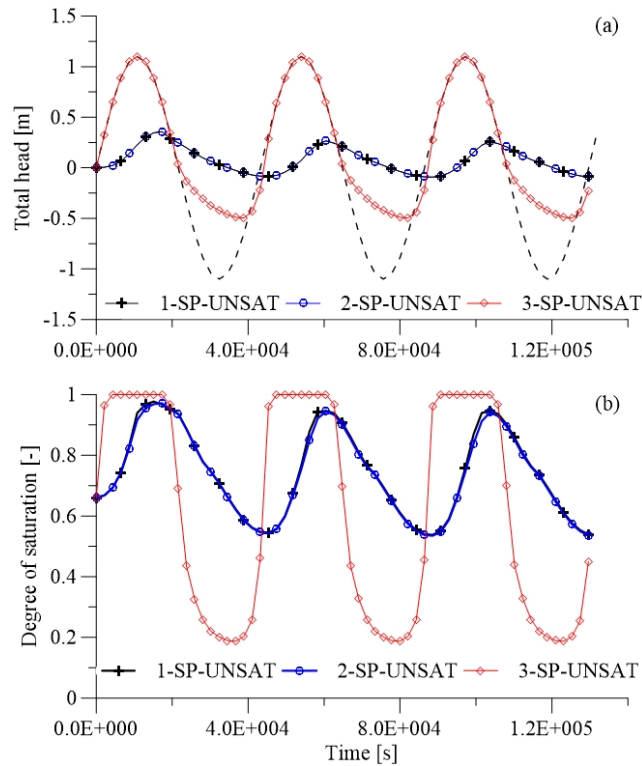 (a)
1.5
1
0.5
0
-0.5
-1
-1.5
Total head [m]
1-SP-UNSAT 2-SP-UNSAT 3-SP-UNSAT
0.0E+000 4.0E+004 8.0E+004 1.2E+005
(b)
1
0.8
0.6
0.4
0.2
0
Degree of saturation [-]
1-SP-UNSAT 2-SP-UNSAT 3-SP-UNSAT
0.0E+000 4.0E+004 8.0E+004 1.2E+005
Time [s]